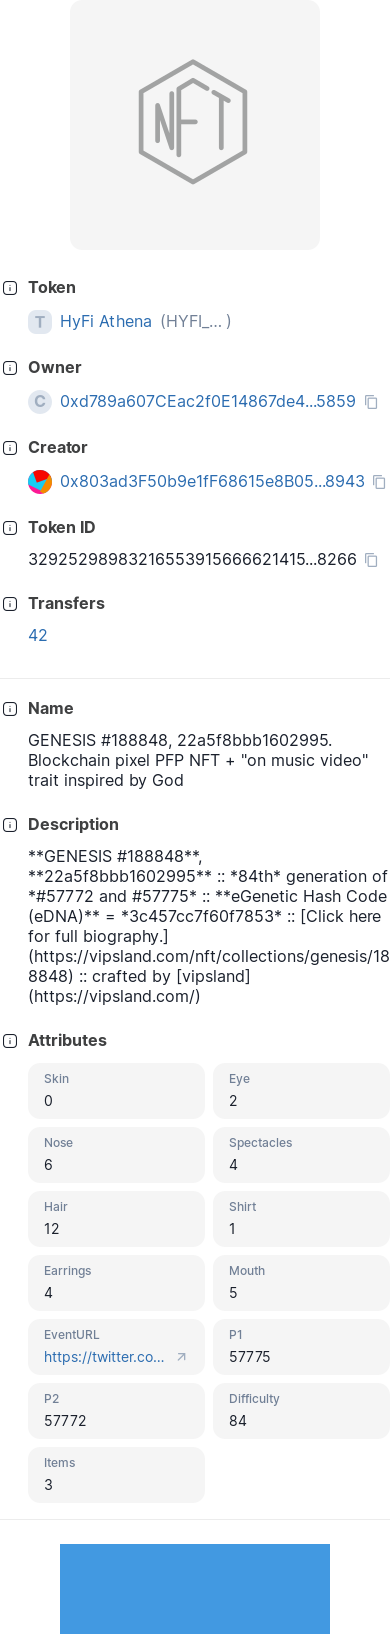 NFT
Token
T HyFi Athena (HYFI_... )
Owner
C 0xd789a607CEac2f0E14867de4...5859
Creator
0x803ad3F50b9e1fF68615e8B05...8943
Token ID
32925298983216553915666621415...8266
Transfers
42
Name
GENESIS #188848, 22a5f8bbb1602995.
Blockchain pixel PFP NFT + "on music video"
trait inspired by God
Description
**GENESIS #188848**,
**22a5f8bbb1602995** :: *84th* generation of
*#57772 and #57775* :: **eGenetic Hash Code
(eDNA)** = *3c457cc7f60f7853* :: [Click here
for full biography.]
(https://vipsland.com/nft/collections/genesis/18
8848) :: crafted by [vipsland]
(https://vipsland.com/)
Attributes
Skin
0
Eye
2
Nose
6
Spectacles
4
Hair
12
Shirt
1
Earrings
4
Mouth
5
EventURL
https://twitter.co...
P1
57775
P2
57772
Difficulty
84
Items
3